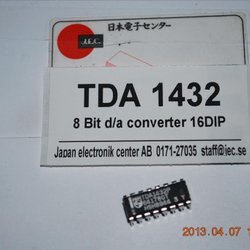 日本電子センター
J.E.C.
TDA 1432
8 Bit d/a converter 16DIP
Japan electronik center AB 0171-27035 staff@iec.se
2013.04.07